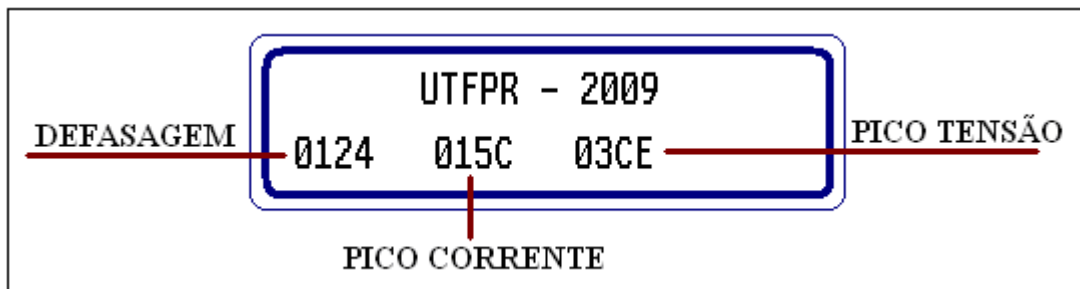 UTFPR - 2009
DEFASAGEM
PICO TENSÃO
0124 015C 03CE
PICO CORRENTE